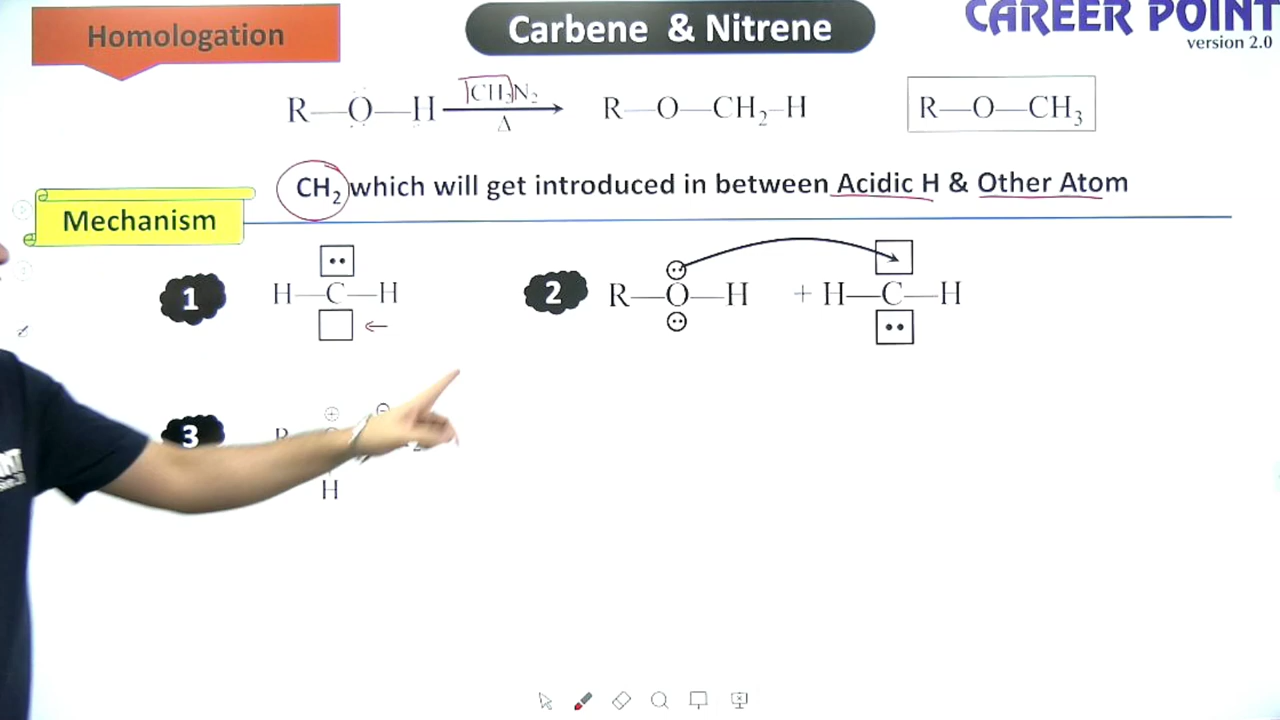 Homologation
Carbene & Nitrene
CAREER POINT
version 2.0
R—O—H CH₂N₂ Δ R—O—CH₂–H R—O—CH₃
CH₂ which will get introduced in between Acidic H & Other Atom
Mechanism
1 H—C—H
2 R—O—H + H—C—H
3
⊕
H